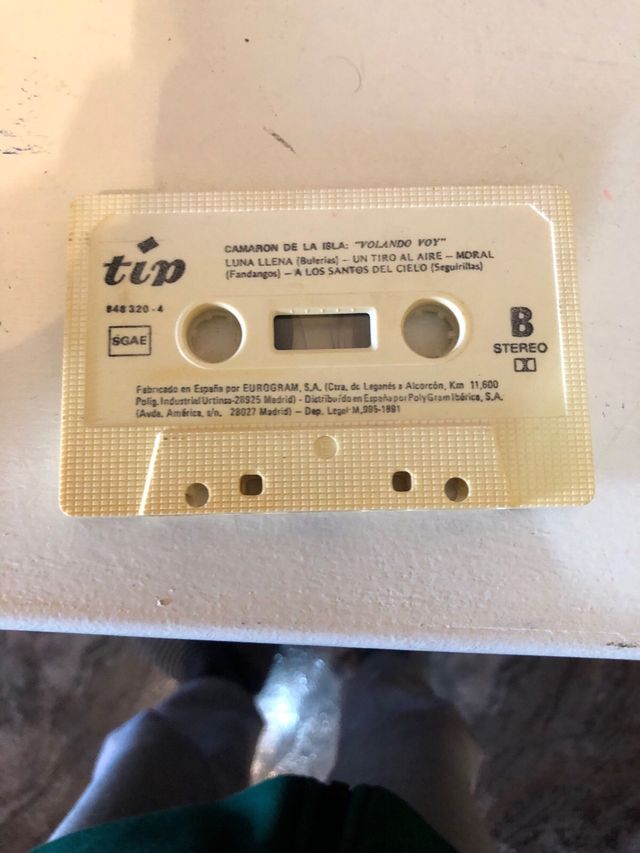 tip
CAMARON DE LA ISLA: "VOLANDO VOY"
LUNA LLENA (Bulerías) – UN TIRO AL AIRE – MORAL
(Fandangos) – A LOS SANTOS DEL CIELO (Seguirillas)
848 320 - 4
SGAE
B
STEREO
Fabricado en España por EUROGRAM, S.A. (Ctra. de Leganés a Alcorcón, Km 11,600
Polig. Industrial Urtinsa-28925 Madrid) - Distribuido en España por PolyGram Ibérica, S.A.
(Avda. América, s/n. 28027 Madrid) – Dep. Legal M.995-1991